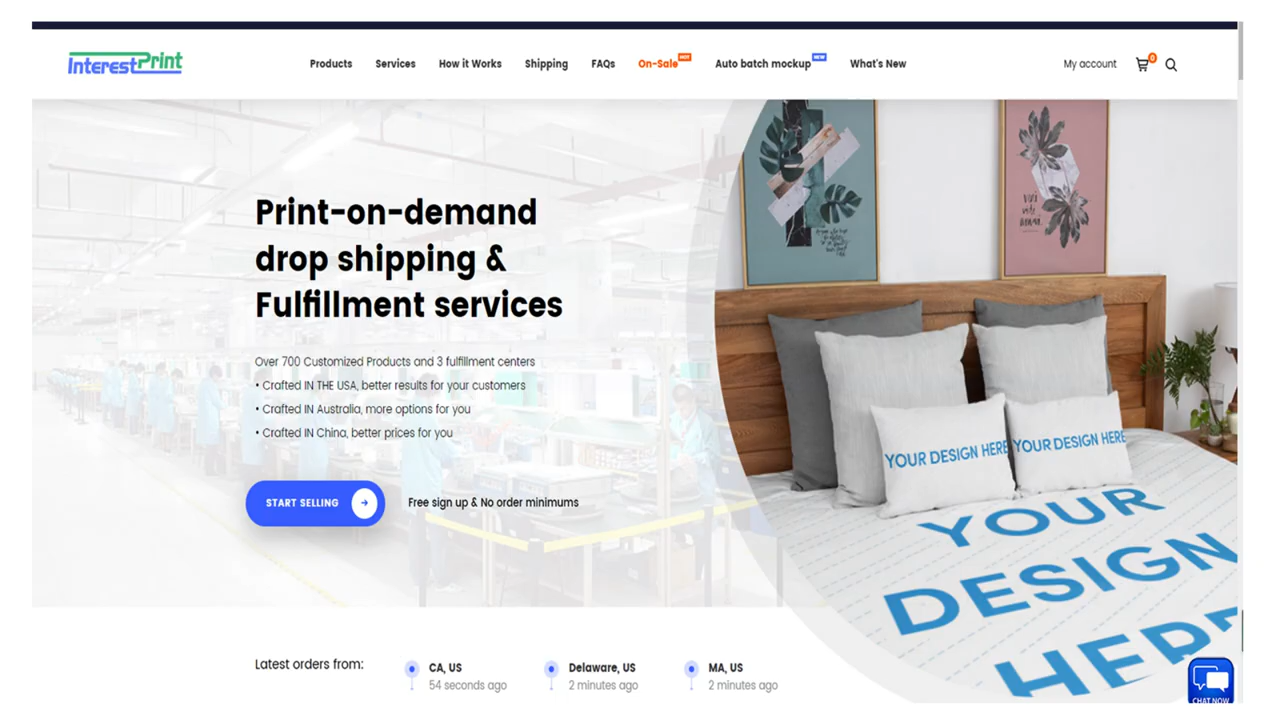 InterestPrint
Products Services How it Works Shipping FAQs On-Sale HOT Auto batch mockup NEW What's New My account 0
Print-on-demand
drop shipping &
Fulfillment services
Over 700 Customized Products and 3 fulfillment centers
• Crafted IN THE USA, better results for your customers
• Crafted IN Australia, more options for you
• Crafted IN China, better prices for you
START SELLING Free sign up & No order minimums
YOUR DESIGN HERE YOUR DESIGN HERE
YOUR
DESIGN
HERE
Latest orders from: CA, US Delaware, US MA, US
54 seconds ago 2 minutes ago 2 minutes ago
CHAT NOW